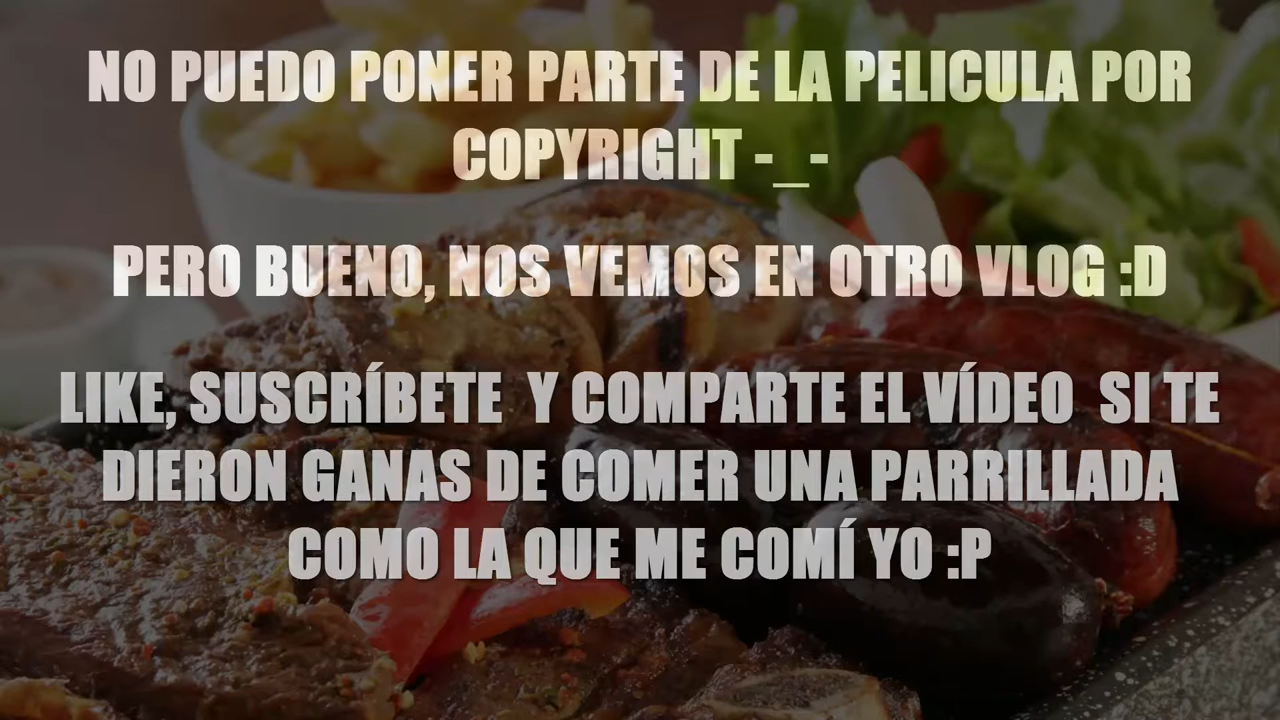 NO PUEDO PONER PARTE DE LA PELICULA POR
COPYRIGHT -_-
PERO BUENO, NOS VEMOS EN OTRO VLOG :D
LIKE, SUSCRÍBETE Y COMPARTE EL VÍDEO SI TE
DIERON GANAS DE COMER UNA PARRILLADA
COMO LA QUE ME COMÍ YO :P